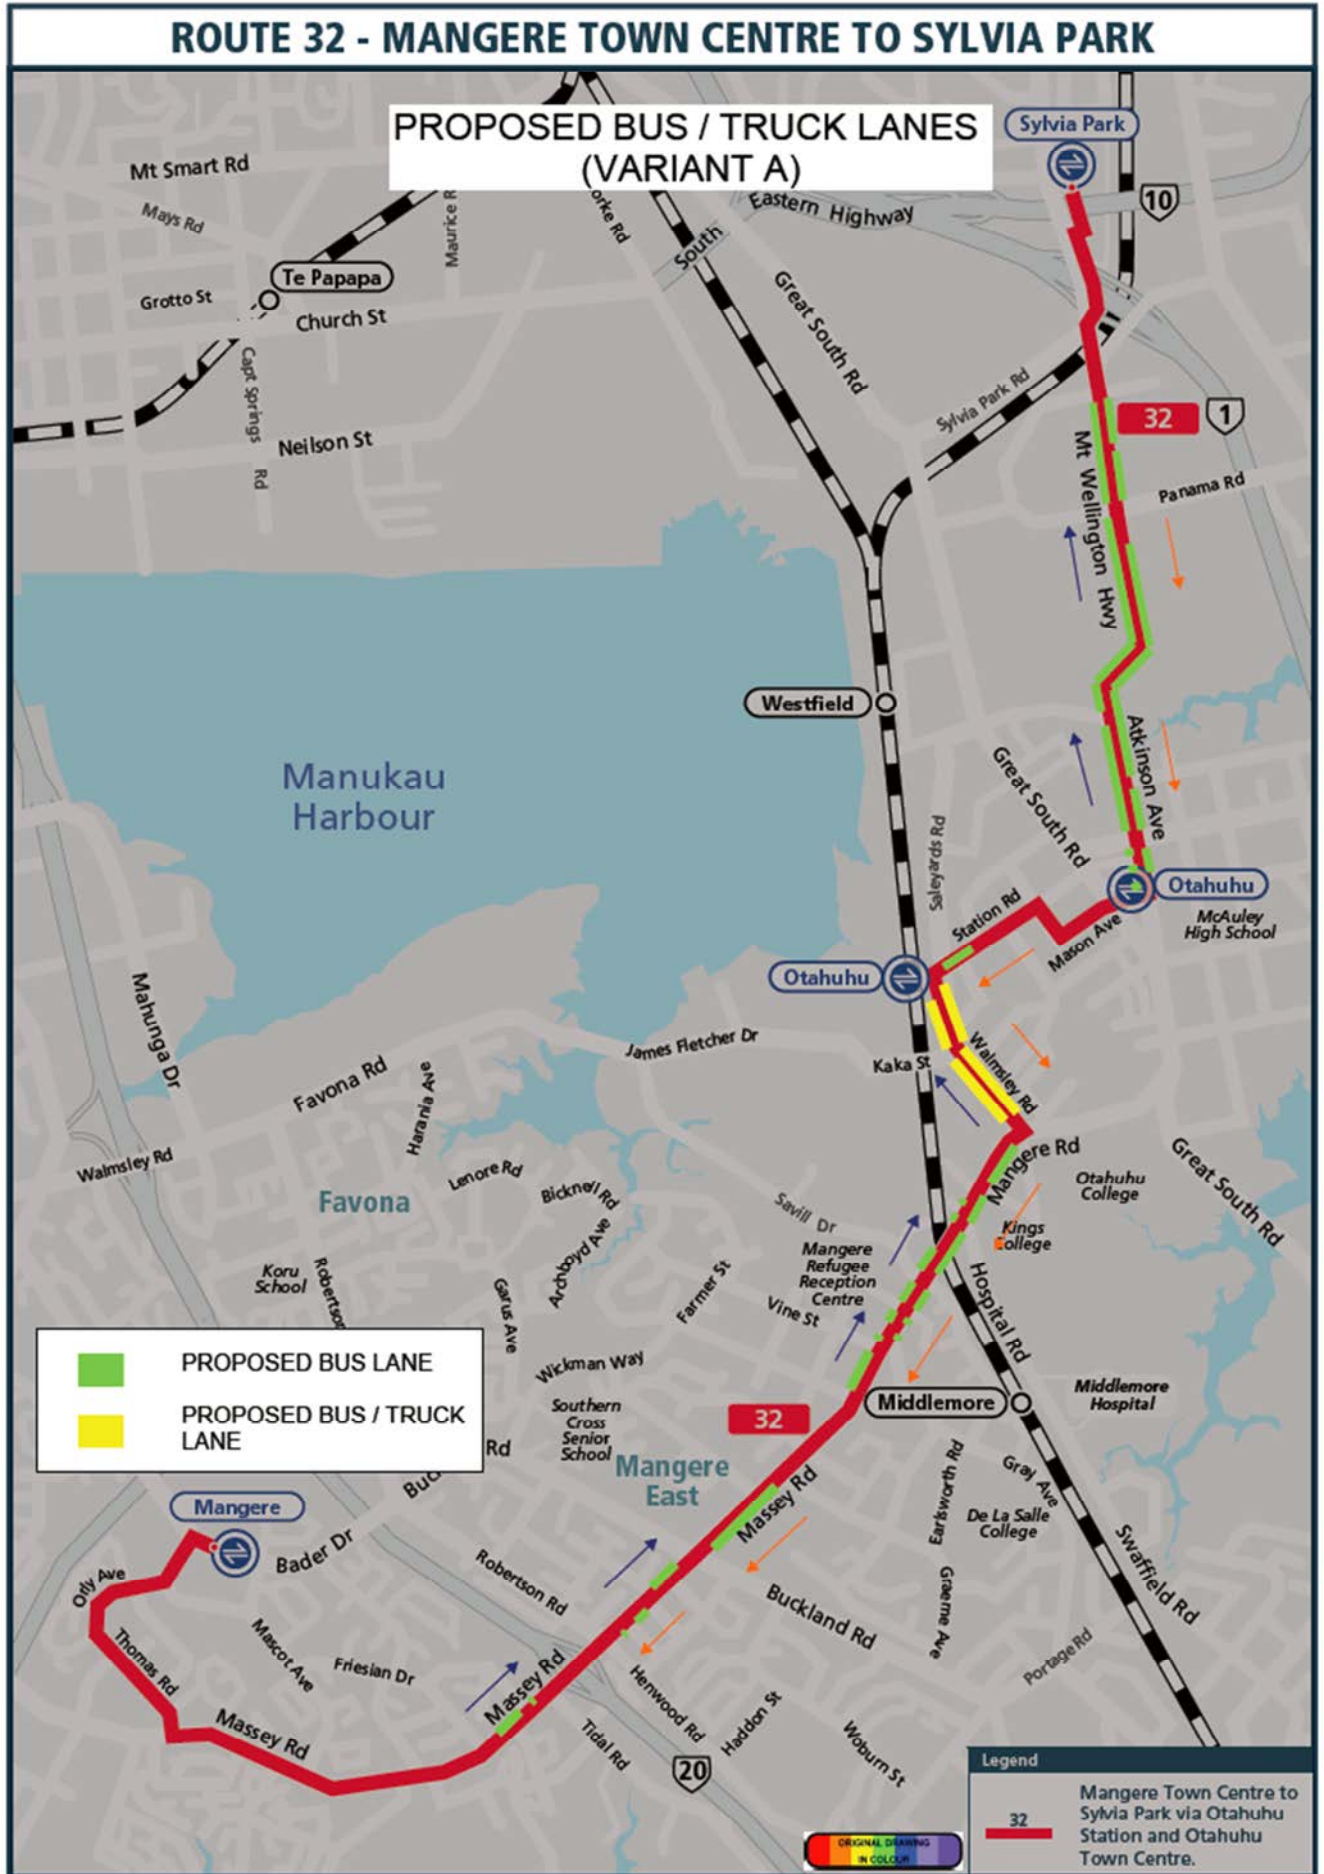 ROUTE 32 - MANGERE TOWN CENTRE TO SYLVIA PARK
PROPOSED BUS / TRUCK LANES
(VARIANT A)
Sylvia Park
Mt Smart Rd
Mays Rd
Maurice R
orke Rd
Eastern Highway
10
South
Te Papapa
Grotto St
Church St
Great South Rd
Capt Springs Rd
Neilson St
Sylvia Park Rd
32
1
Mt Wellington Hwy
Panama Rd
Westfield
Manukau
Harbour
Atkinson Ave
Great South Rd
Saleyards Rd
Otahuhu
McAuley
High School
Station Rd
Mason Ave
Otahuhu
Mahunga Dr
James Fletcher Dr
Kaka St
Walmsley Rd
Favona Rd
Harania Ave
Walmsley Rd
Mangere Rd
Great South Rd
Lenore Rd
Bicknell Rd
Favona
Otahuhu
College
Savill Dr
Kings
College
Archboyd Ave
Mangere
Refugee
Reception
Centre
Koru
School
Robertson
Garus Ave
Farmer St
Vine St
Hospital Rd
PROPOSED BUS LANE
PROPOSED BUS / TRUCK
LANE
Wickman Way
Southern
Cross
Senior
School
Middlemore
Middlemore
Hospital
32
Rd
Buc
Mangere
East
Massey Rd
Earlsworth Rd
Gray Ave
De La Salle
College
Swaffield Rd
Mangere
Bader Dr
Orly Ave
Robertson Rd
Buckland Rd
Graeme Ave
Portage Rd
Thomas Rd
Mascot Ave
Friesian Dr
Massey Rd
Henwood Rd
Haddon St
Massey Rd
Tidal Rd
20
Woburn St
Legend
32
Mangere Town Centre to
Sylvia Park via Otahuhu
Station and Otahuhu
Town Centre.
ORIGINAL DRAWING
IN COLOUR